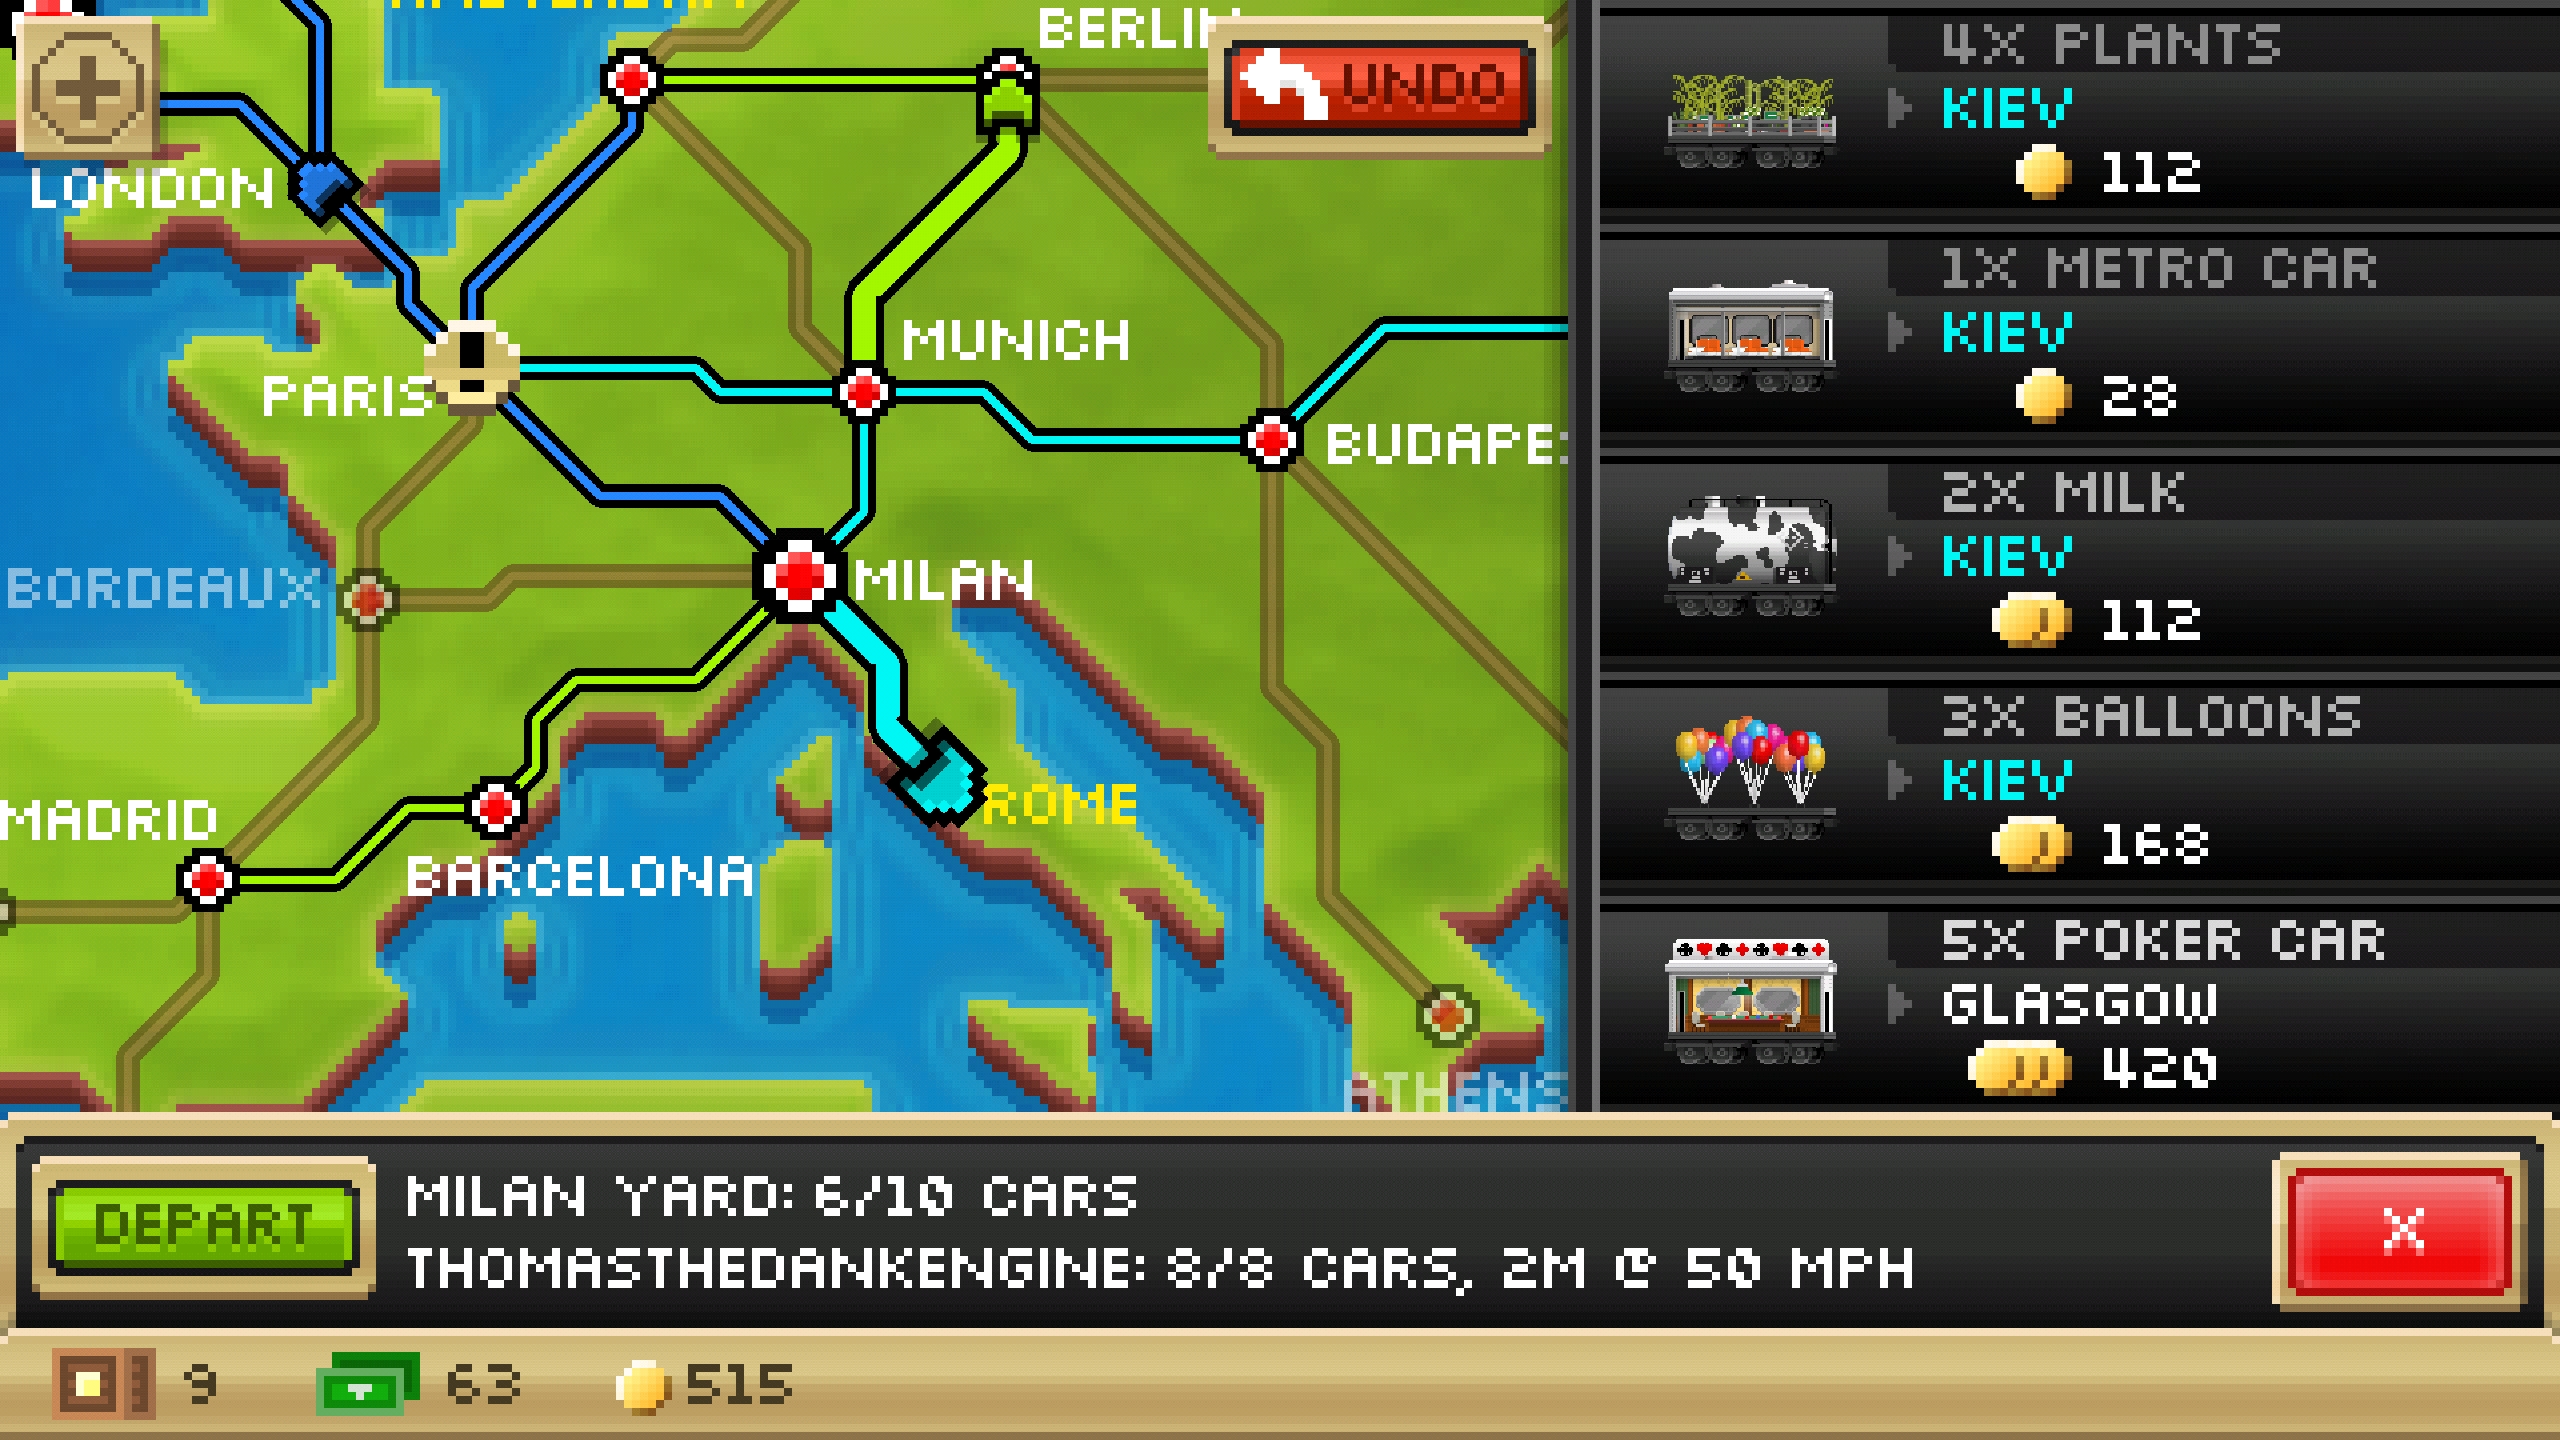 BERLIN
UNDO
LONDON
MUNICH
PARIS
BUDAPES
MILAN
BORDEAUX
ROME
MADRID
BARCELONA
ATHENS
4X PLANTS
KIEV
112
1X METRO CAR
KIEV
28
2X MILK
KIEV
112
3X BALLOONS
KIEV
168
5X POKER CAR
GLASGOW
420
DEPART
MILAN YARD: 6/10 CARS
THOMASTHEDANKENGINE: 8/8 CARS, 2M @ 50 MPH
X
9
63
515